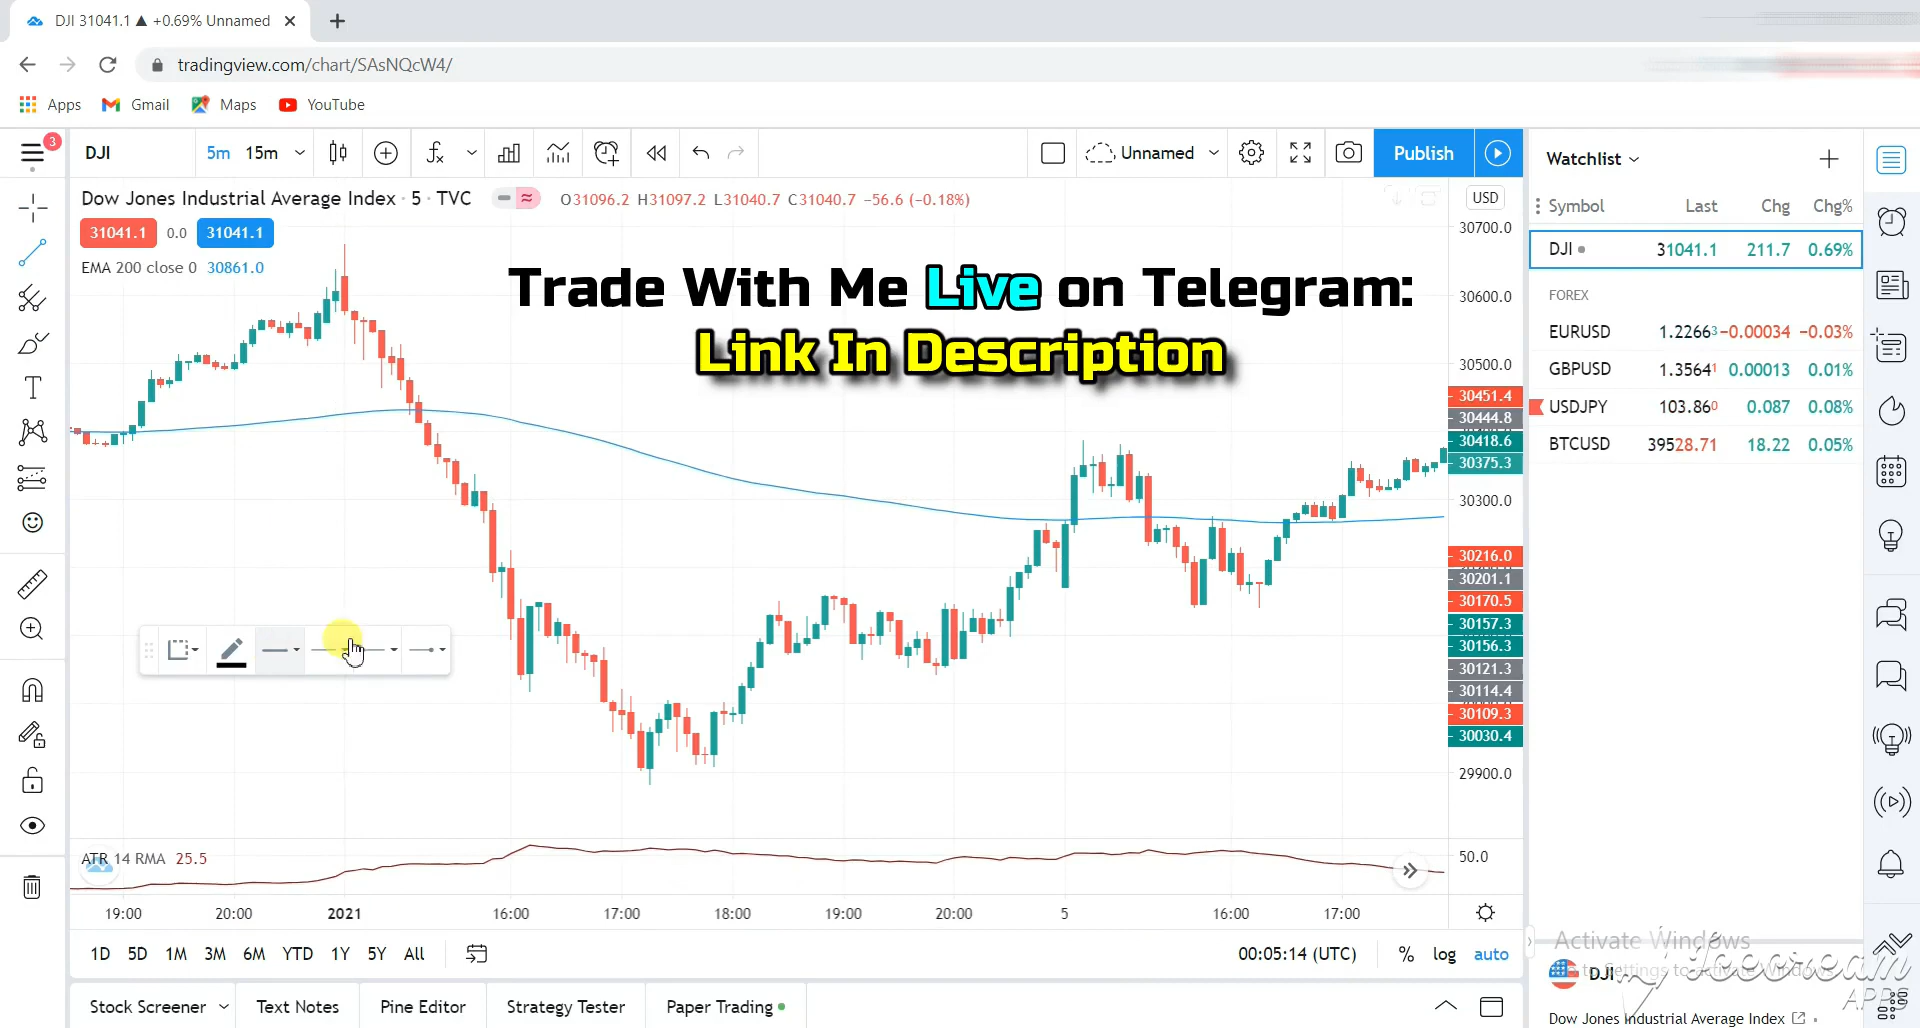 DJI 31041.1 ▲ +0.69% Unnamed
tradingview.com/chart/SAsNQcW4/
Apps Gmail Maps YouTube
3
DJI 5m 15m Unnamed Publish
Dow Jones Industrial Average Index · 5 · TVC O31096.2 H31097.2 L31040.7 C31040.7 −56.6 (−0.18%)
31041.1 0.0 31041.1
EMA 200 close 0 30861.0
Trade With Me Live on Telegram:
Link In Description
USD
30700.0
30600.0
30500.0
30451.4
30444.8
30418.6
30375.3
30300.0
30216.0
30201.1
30170.5
30157.3
30156.3
30121.3
30114.4
30109.3
30030.4
29900.0
ATR 14 RMA 25.5
50.0
19:00 20:00 2021 16:00 17:00 18:00 19:00 20:00 5 16:00 17:00
1D 5D 1M 3M 6M YTD 1Y 5Y All 00:05:14 (UTC) % log auto
Stock Screener Text Notes Pine Editor Strategy Tester Paper Trading
Watchlist
Symbol Last Chg Chg%
DJI 31041.1 211.7 0.69%
FOREX
EURUSD 1.22663 −0.00034 −0.03%
GBPUSD 1.35641 0.00013 0.01%
USDJPY 103.860 0.087 0.08%
BTCUSD 39528.71 18.22 0.05%
Activate Windows
DJI
to Settings to activate Windows
APPS
Dow Jones Industrial Average Index